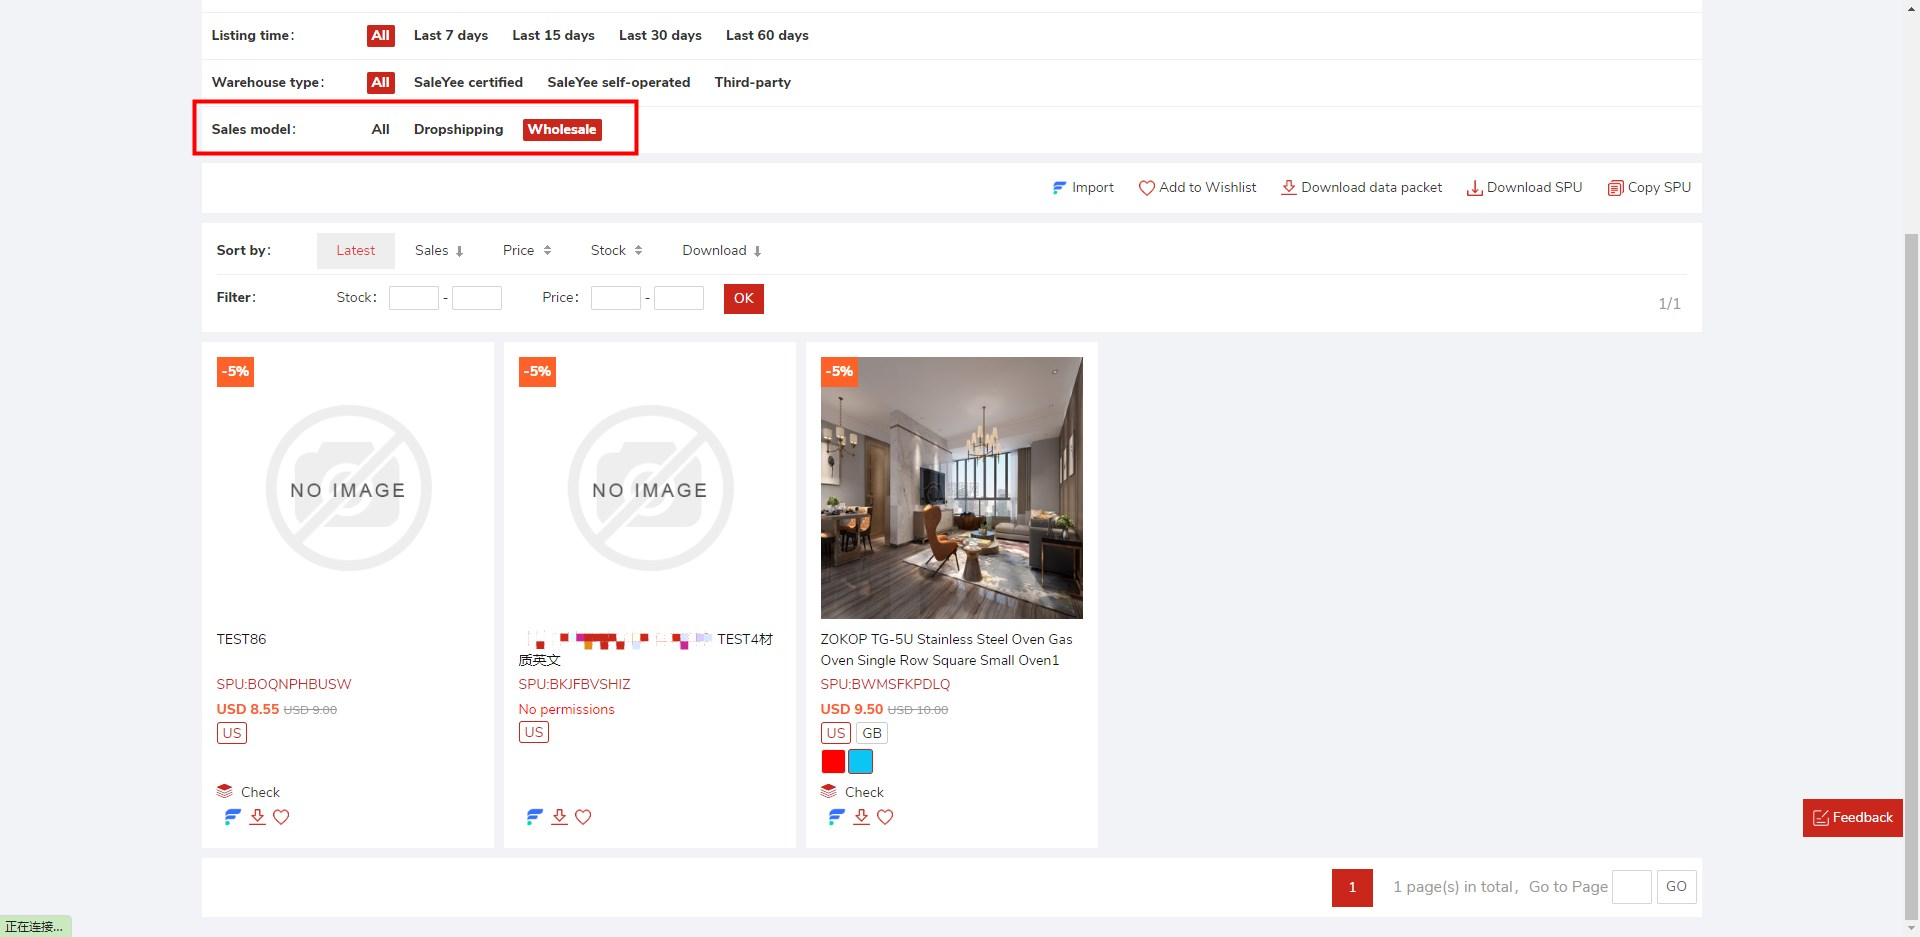 Listing time: All Last 7 days Last 15 days Last 30 days Last 60 days
Warehouse type: All SaleYee certified SaleYee self-operated Third-party
Sales model: All Dropshipping Wholesale
Import Add to Wishlist Download data packet Download SPU Copy SPU
Sort by: Latest Sales Price Stock Download
Filter: Stock: - Price: - OK
1/1
-5%
NO IMAGE
TEST86
SPU:BOQNPHBUSW
USD 8.55 USD 9.00
US
Check
-5%
NO IMAGE
TEST4材
质英文
SPU:BKJFBVSHIZ
No permissions
US
-5%
ZOKOP TG-5U Stainless Steel Oven Gas
Oven Single Row Square Small Oven1
SPU:BWMSFKPDLQ
USD 9.50 USD 10.00
US GB
Check
Feedback
1 1 page(s) in total, Go to Page GO
正在连接...